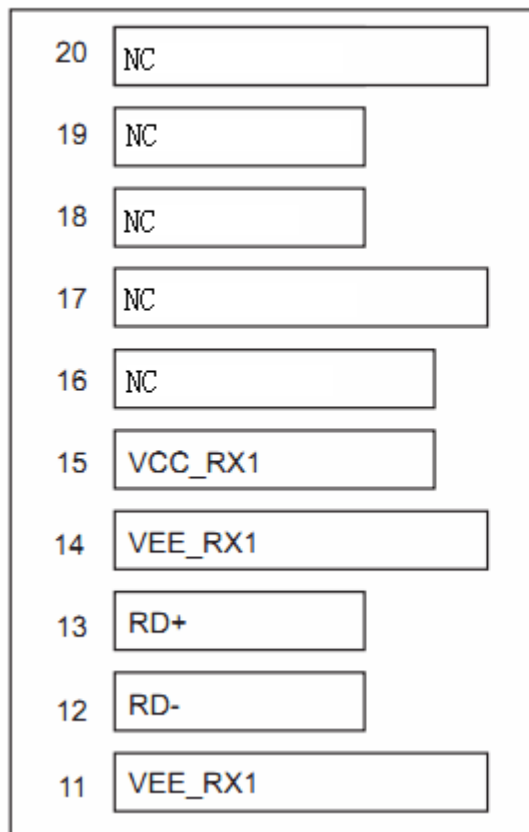 20 NC
19 NC
18 NC
17 NC
16 NC
15 VCC_RX1
14 VEE_RX1
13 RD+
12 RD-
11 VEE_RX1